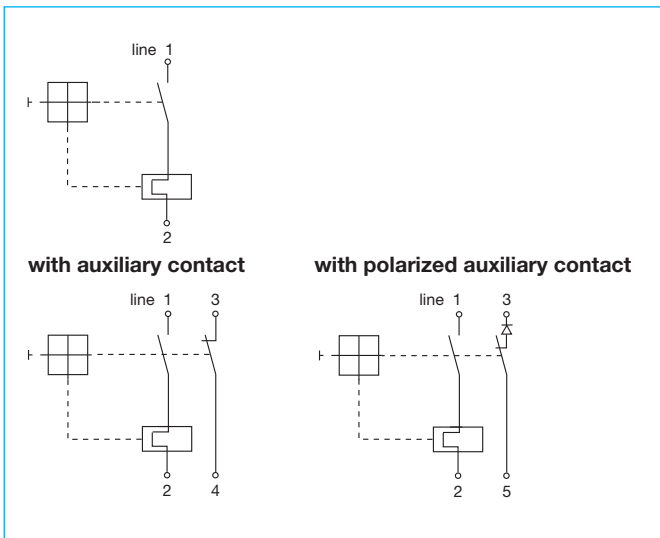 line 1
2
with auxiliary contact
with polarized auxiliary contact
line 1 3
line 1 3
2 4
2 5